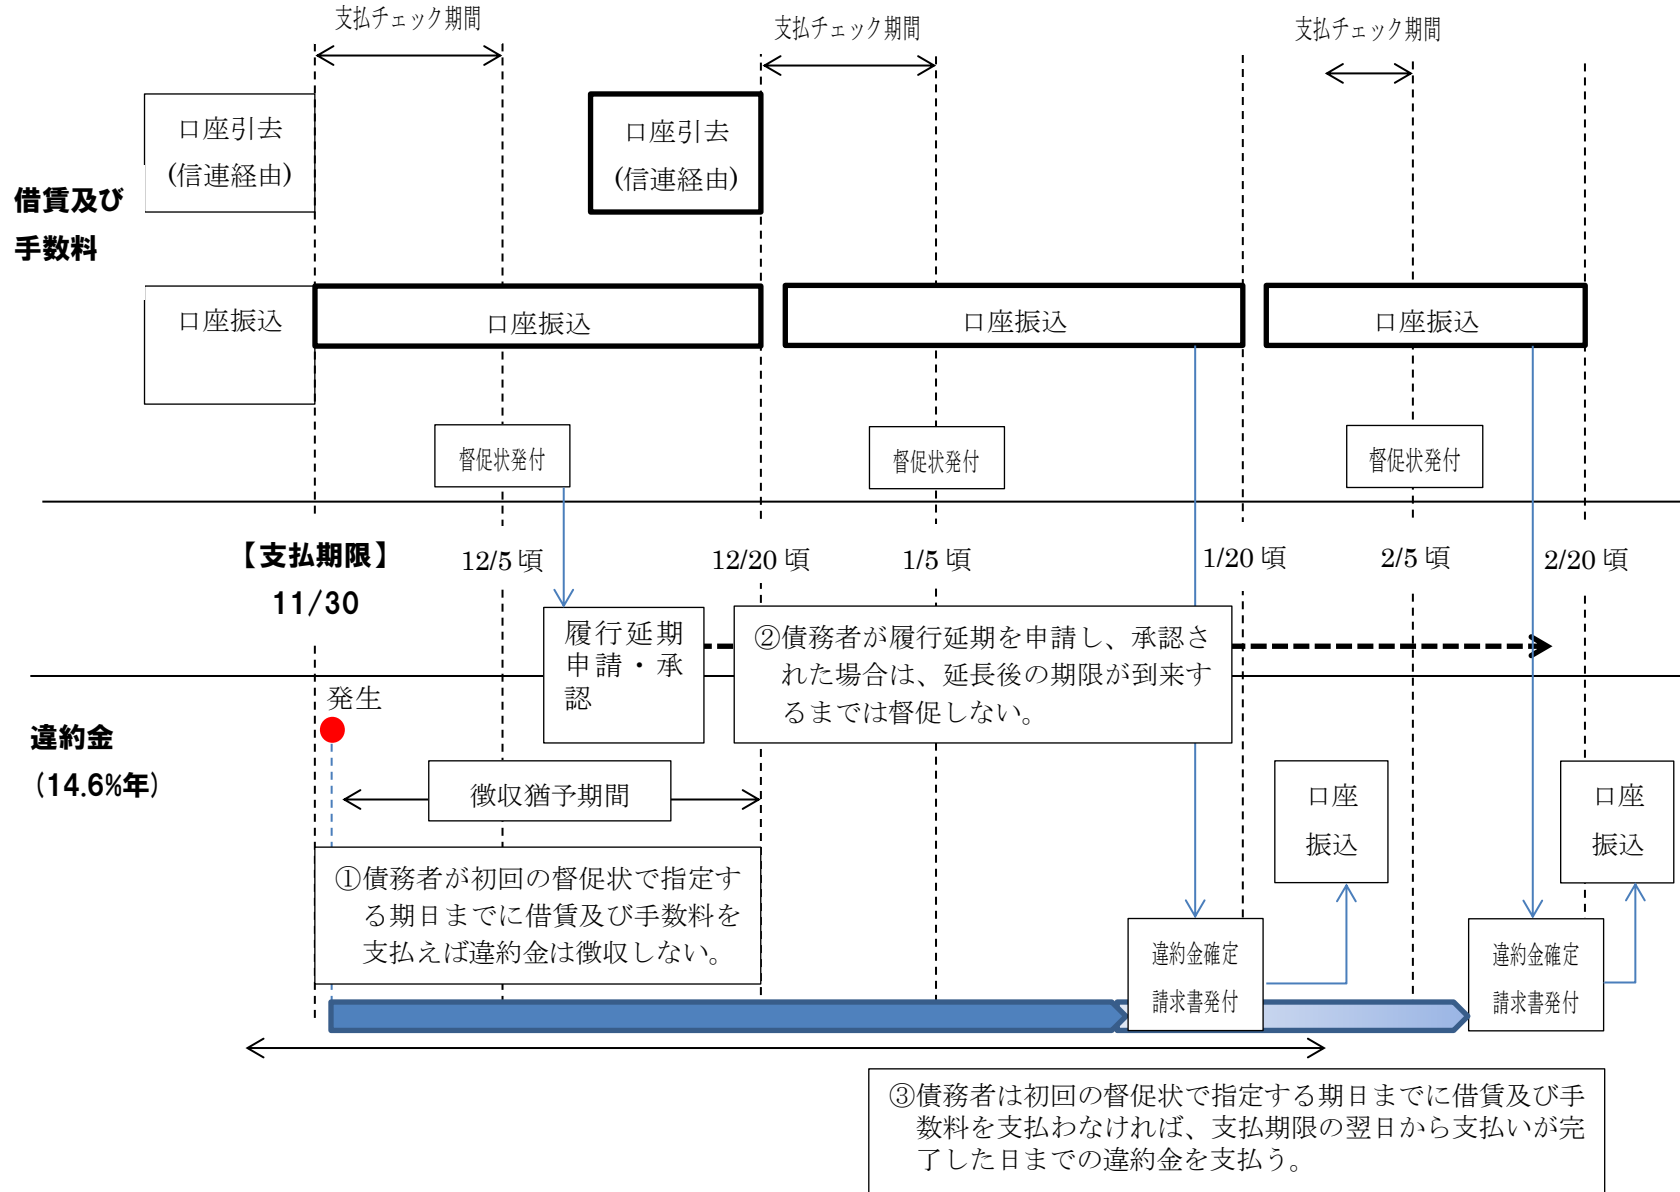 支払チェック期間
支払チェック期間
支払チェック期間
口座引去
(信連経由)
口座引去
(信連経由)
借賃及び
手数料
口座振込
口座振込
口座振込
口座振込
督促状発付
督促状発付
督促状発付
【支払期限】
11/30
12/5 頃
12/20 頃
1/5 頃
1/20 頃
2/5 頃
2/20 頃
履行延期
申請・承
認
②債務者が履行延期を申請し、承認さ
れた場合は、延長後の期限が到来す
るまでは督促しない。
発生
違約金
(14.6%年)
徴収猶予期間
口座
振込
口座
振込
①債務者が初回の督促状で指定す
る期日までに借賃及び手数料を
支払えば違約金は徴収しない。
違約金確定
請求書発付
違約金確定
請求書発付
③債務者は初回の督促状で指定する期日までに借賃及び手
数料を支払わなければ、支払期限の翌日から支払いが完
了した日までの違約金を支払う。